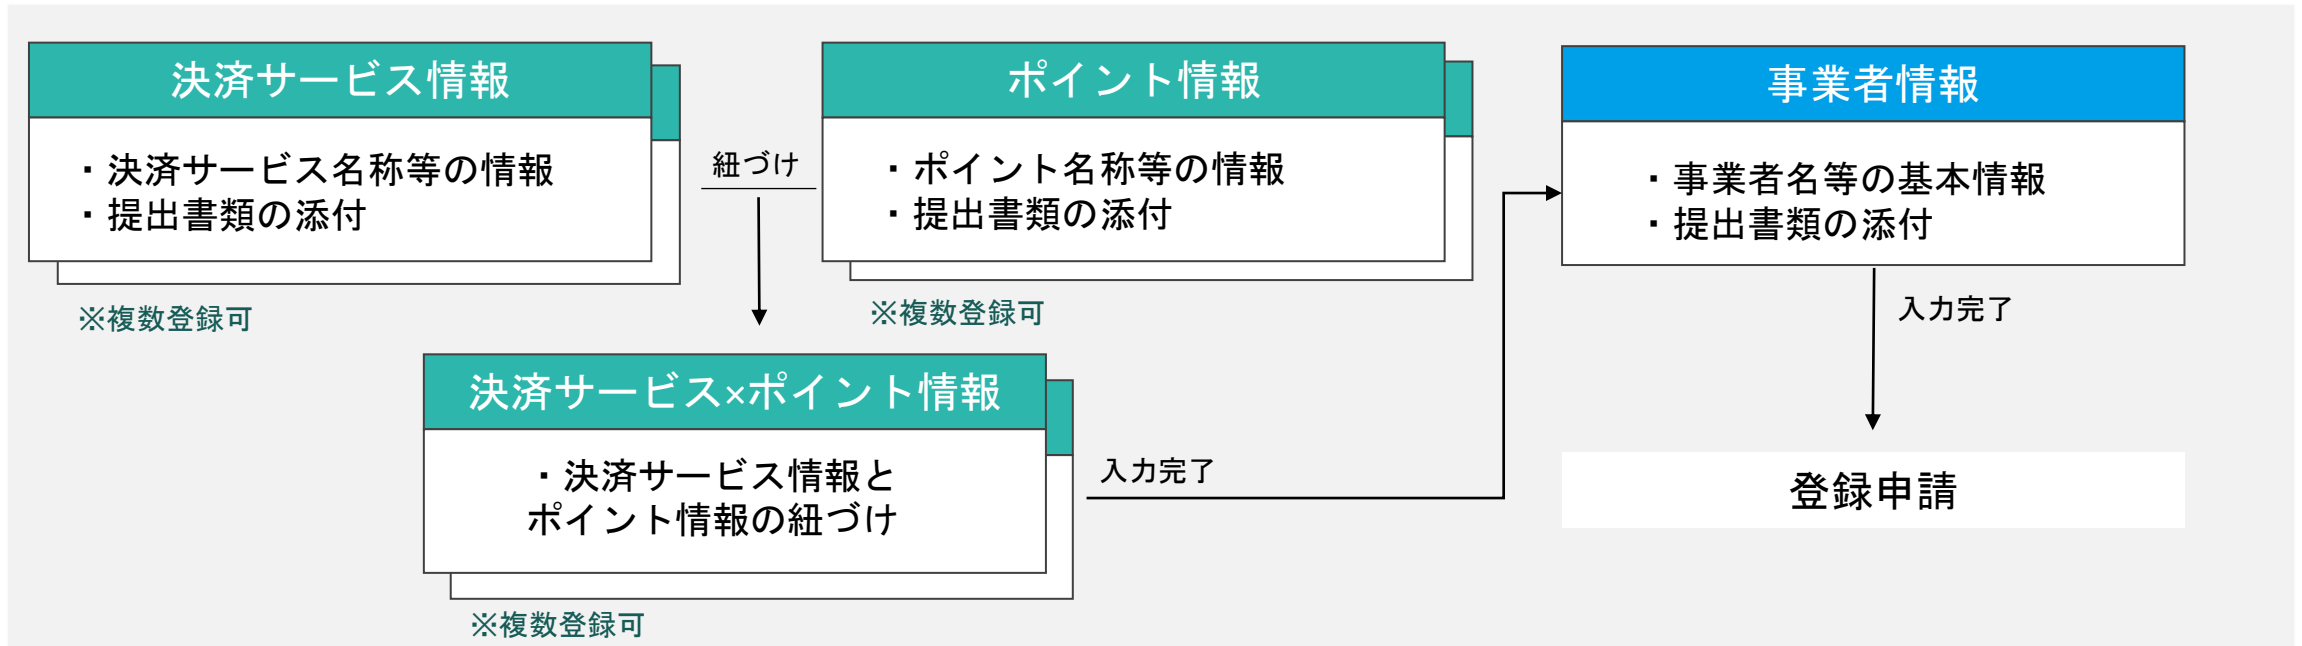 決済サービス情報
・決済サービス名称等の情報
・提出書類の添付
※複数登録可
紐づけ
ポイント情報
・ポイント名称等の情報
・提出書類の添付
※複数登録可
決済サービス×ポイント情報
・決済サービス情報と
ポイント情報の紐づけ
※複数登録可
入力完了
事業者情報
・事業者名等の基本情報
・提出書類の添付
入力完了
登録申請